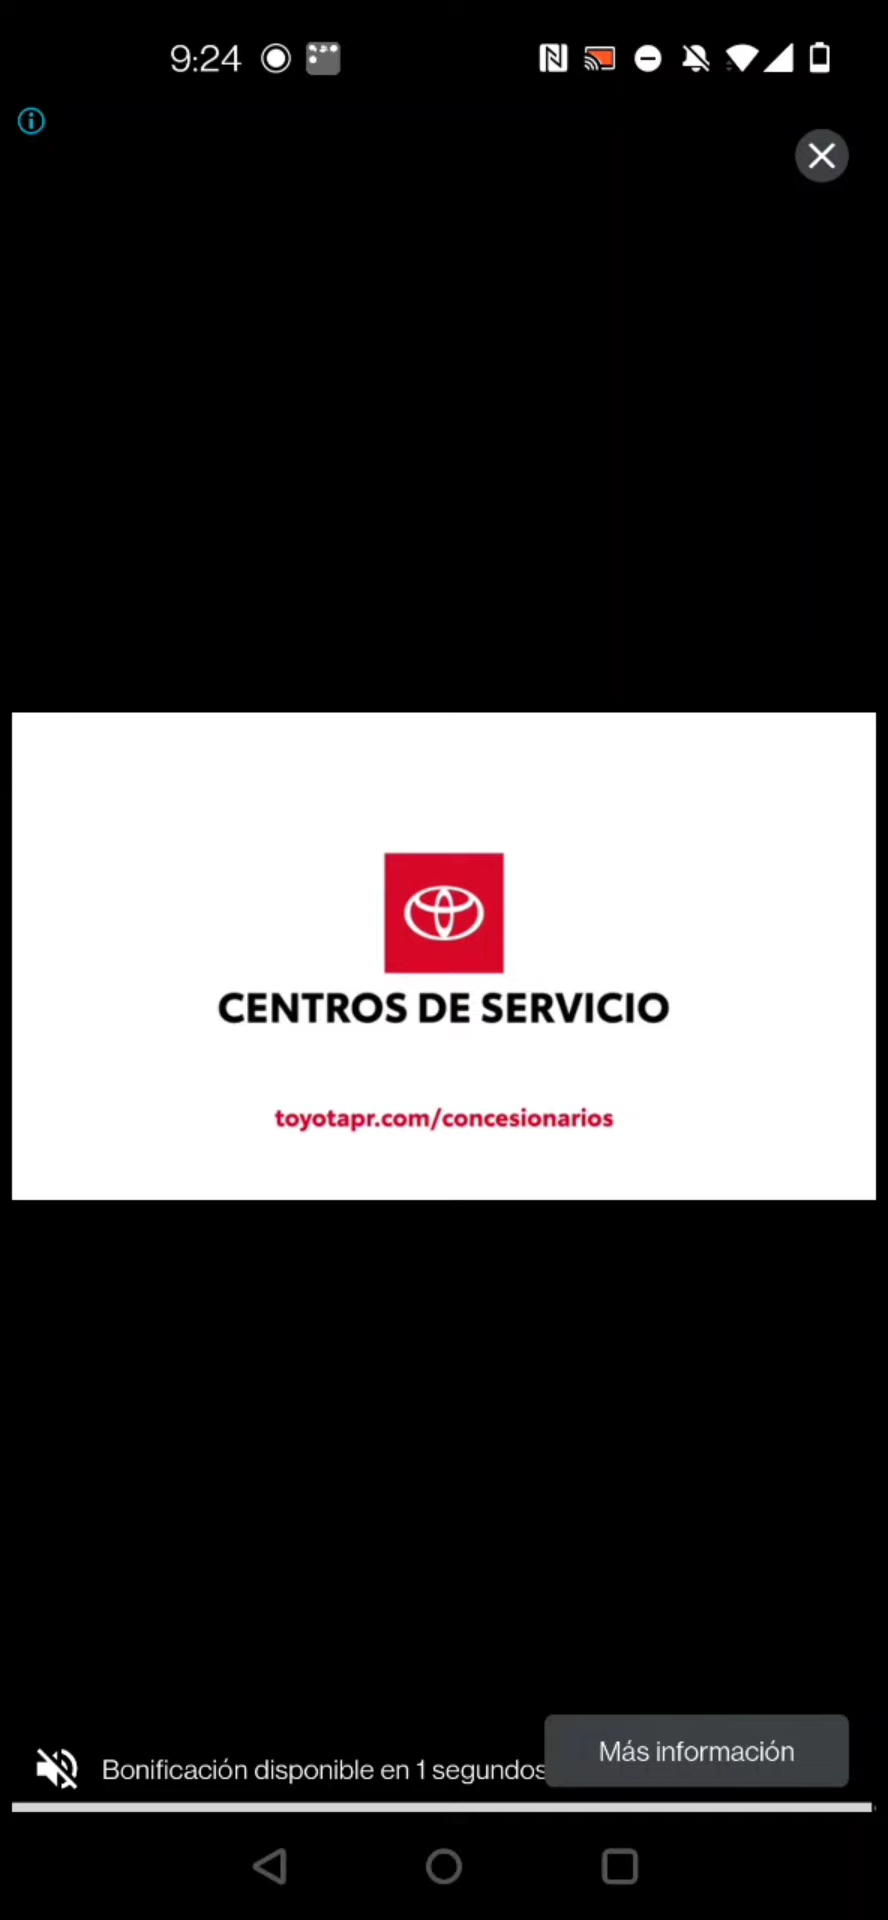 9:24
CENTROS DE SERVICIO
toyotapr.com/concesionarios
Bonificación disponible en 1 segundos
Más información